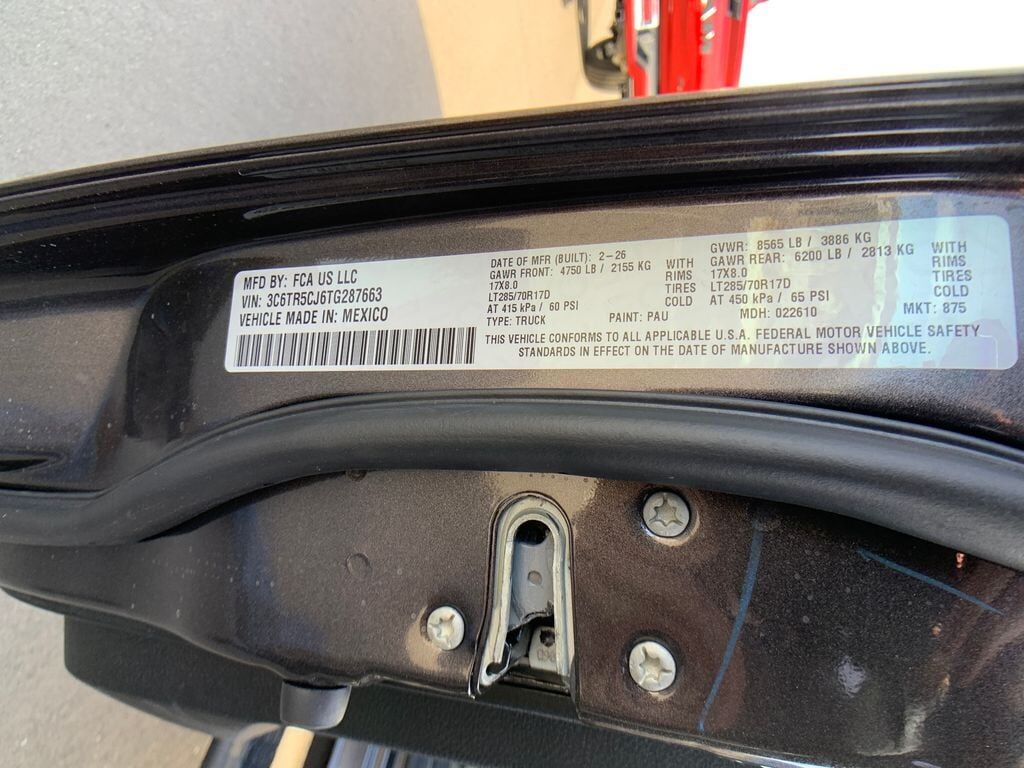 MFD BY: FCA US LLC
VIN: 3C6TR5CJ6TG287663
VEHICLE MADE IN: MEXICO
DATE OF MFR (BUILT): 2-26
GAWR FRONT: 4750 LB / 2155 KG WITH
17X8.0 RIMS
LT285/70R17D TIRES
AT 415 kPa / 60 PSI COLD
TYPE: TRUCK PAINT: PAU
GVWR: 8565 LB / 3886 KG
GAWR REAR: 6200 LB / 2813 KG WITH
17X8.0 RIMS
LT285/70R17D TIRES
AT 450 kPa / 65 PSI COLD
MDH: 022610 MKT: 875
THIS VEHICLE CONFORMS TO ALL APPLICABLE U.S.A. FEDERAL MOTOR VEHICLE SAFETY
STANDARDS IN EFFECT ON THE DATE OF MANUFACTURE SHOWN ABOVE.